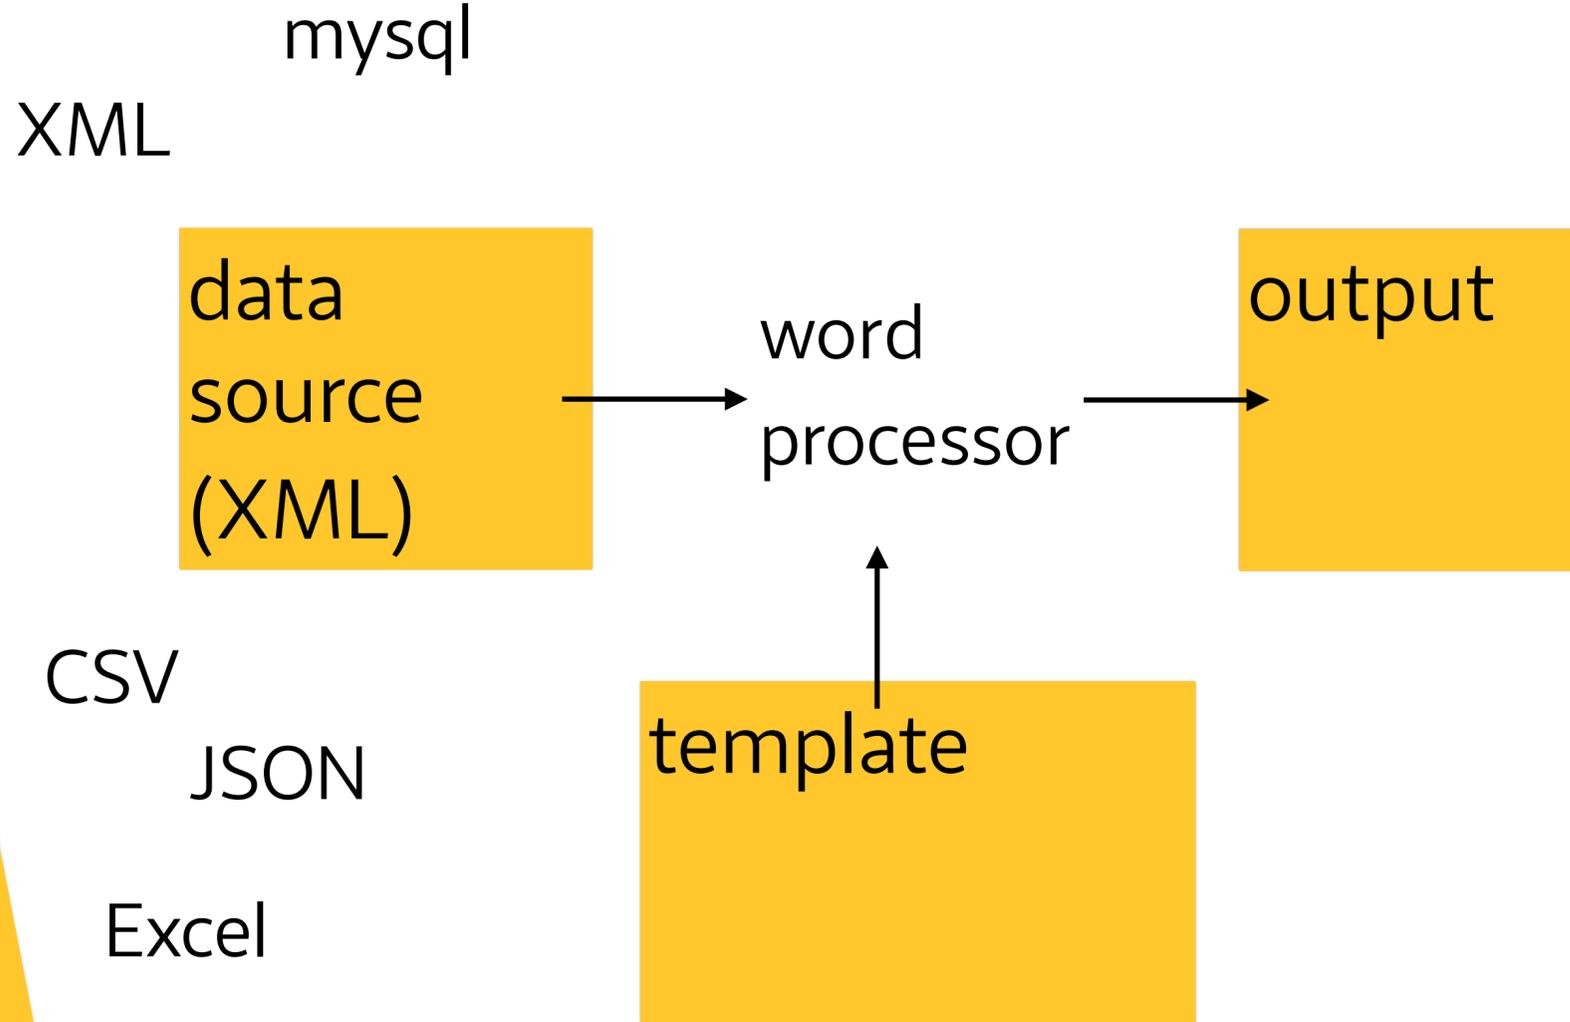 mysql
XML
data
source
(XML)
word
processor
output
CSV
JSON
Excel
template